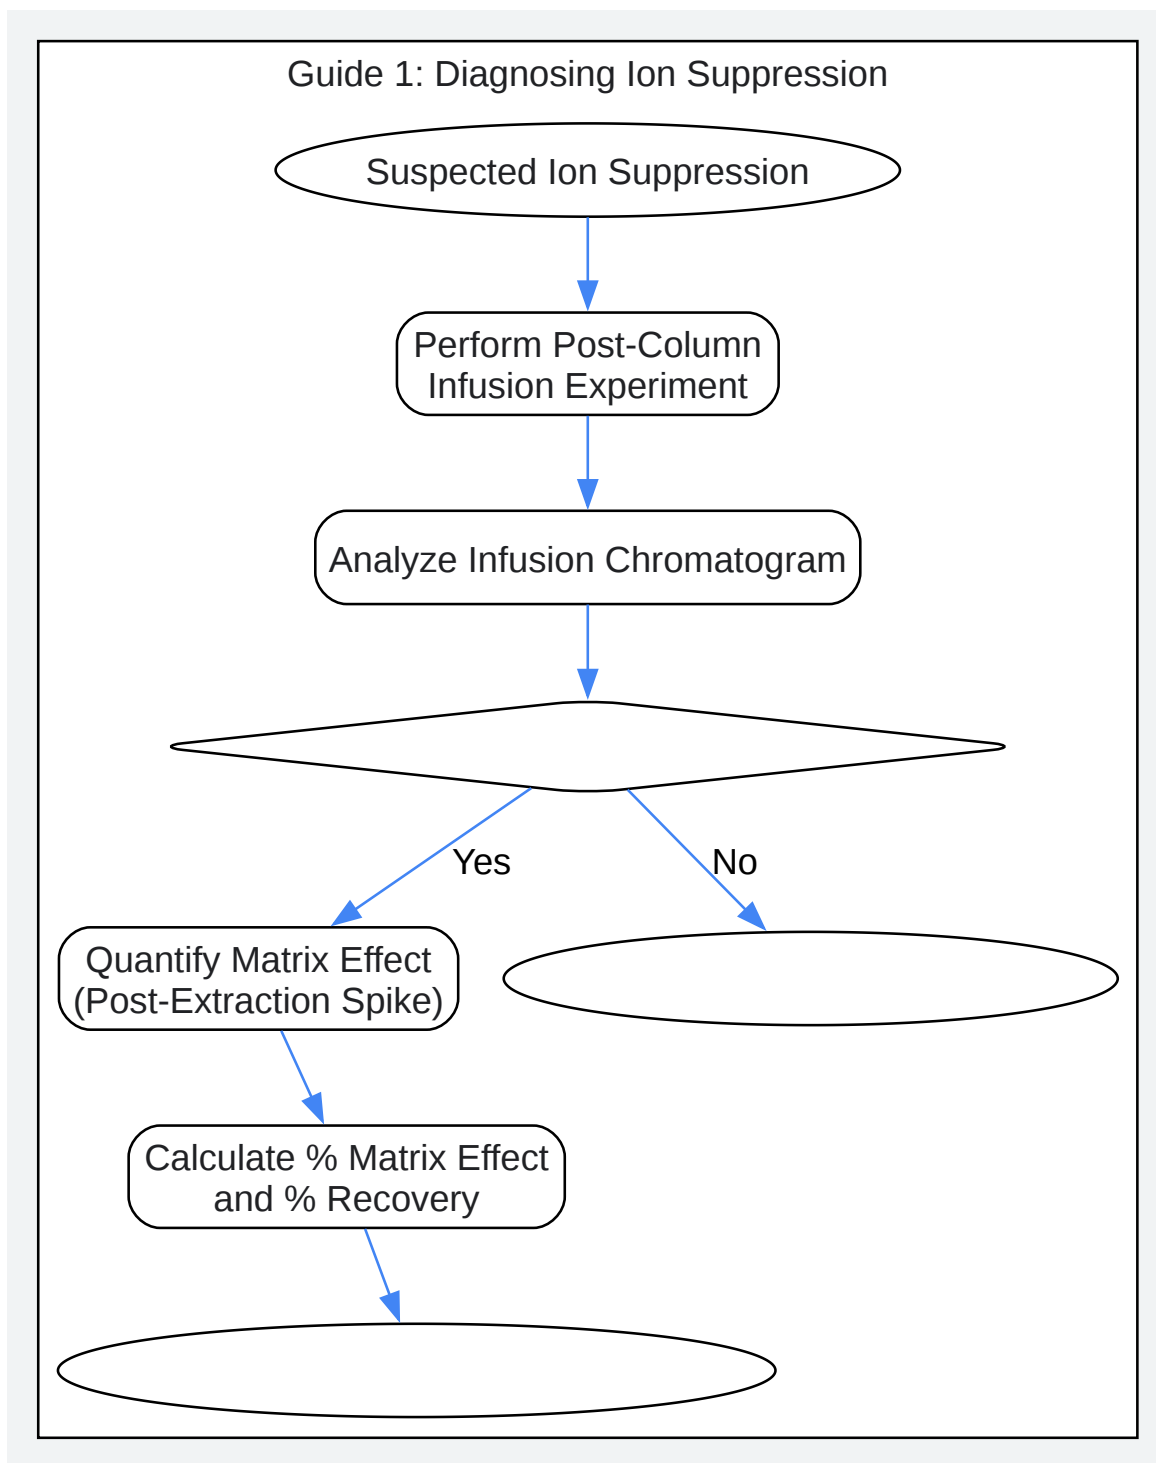 Guide 1: Diagnosing Ion Suppression
Suspected Ion Suppression
Perform Post-Column
Infusion Experiment
Analyze Infusion Chromatogram
Yes
No
Quantify Matrix Effect
(Post-Extraction Spike)
Calculate % Matrix Effect
and % Recovery